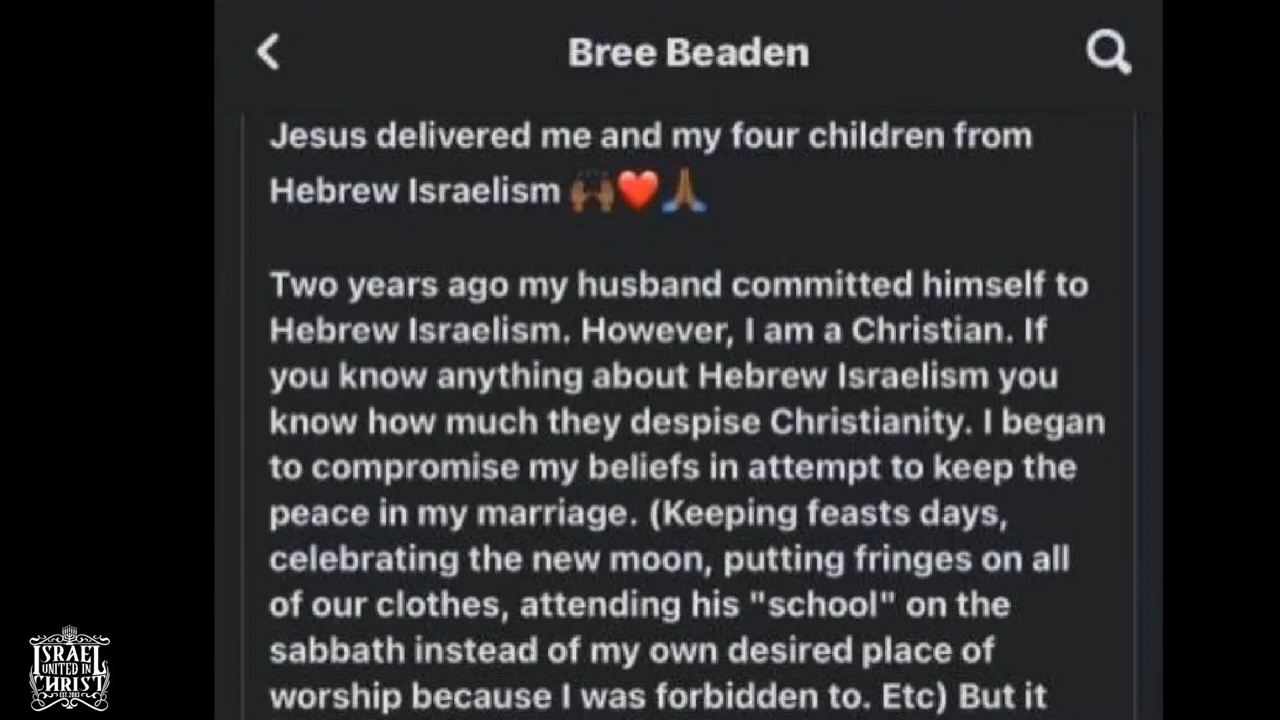 Bree Beaden
Jesus delivered me and my four children from
Hebrew Israelism 🙌🏾❤️🙏🏾
Two years ago my husband committed himself to
Hebrew Israelism. However, I am a Christian. If
you know anything about Hebrew Israelism you
know how much they despise Christianity. I began
to compromise my beliefs in attempt to keep the
peace in my marriage. (Keeping feasts days,
celebrating the new moon, putting fringes on all
of our clothes, attending his "school" on the
sabbath instead of my own desired place of
worship because I was forbidden to. Etc) But it
ISRAEL
UNITED IN
CHRIST
EST. 2003